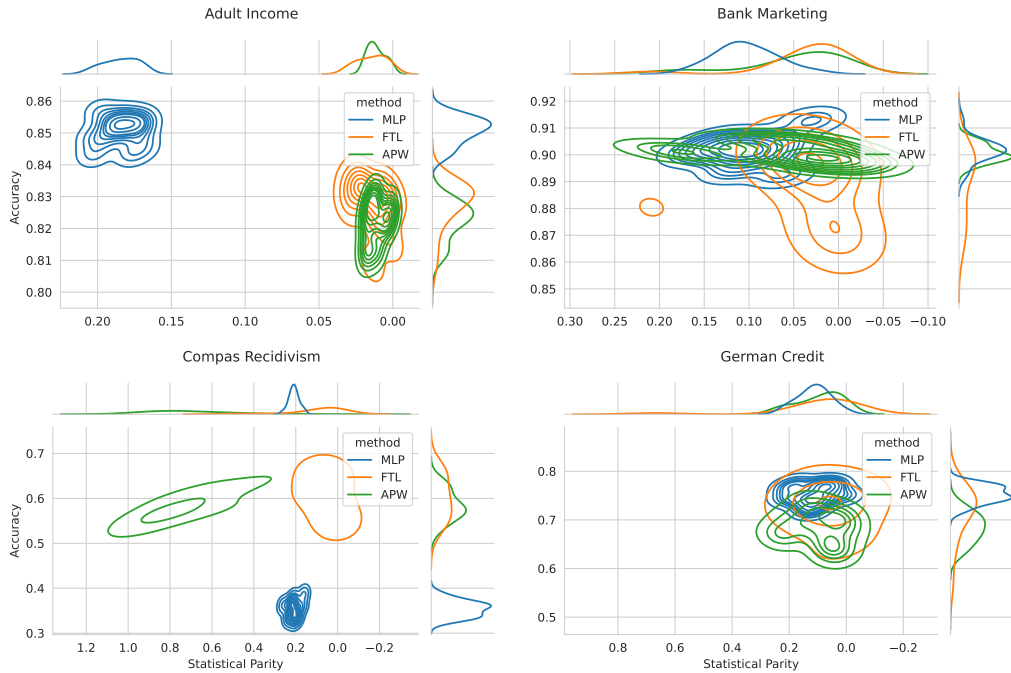 Adult Income
method
MLP
FTL
APW
Accuracy
0.86
0.85
0.84
0.83
0.82
0.81
0.80
0.20
0.15
0.10
0.05
0.00
Bank Marketing
method
MLP
FTL
APW
0.92
0.91
0.90
0.89
0.88
0.87
0.86
0.85
0.30
0.25
0.20
0.15
0.10
0.05
0.00
−0.05
−0.10
Compas Recidivism
method
MLP
FTL
APW
Accuracy
0.7
0.6
0.5
0.4
0.3
1.2
1.0
0.8
0.6
0.4
0.2
0.0
−0.2
Statistical Parity
German Credit
method
MLP
FTL
APW
0.8
0.7
0.6
0.5
0.8
0.6
0.4
0.2
0.0
−0.2
Statistical Parity